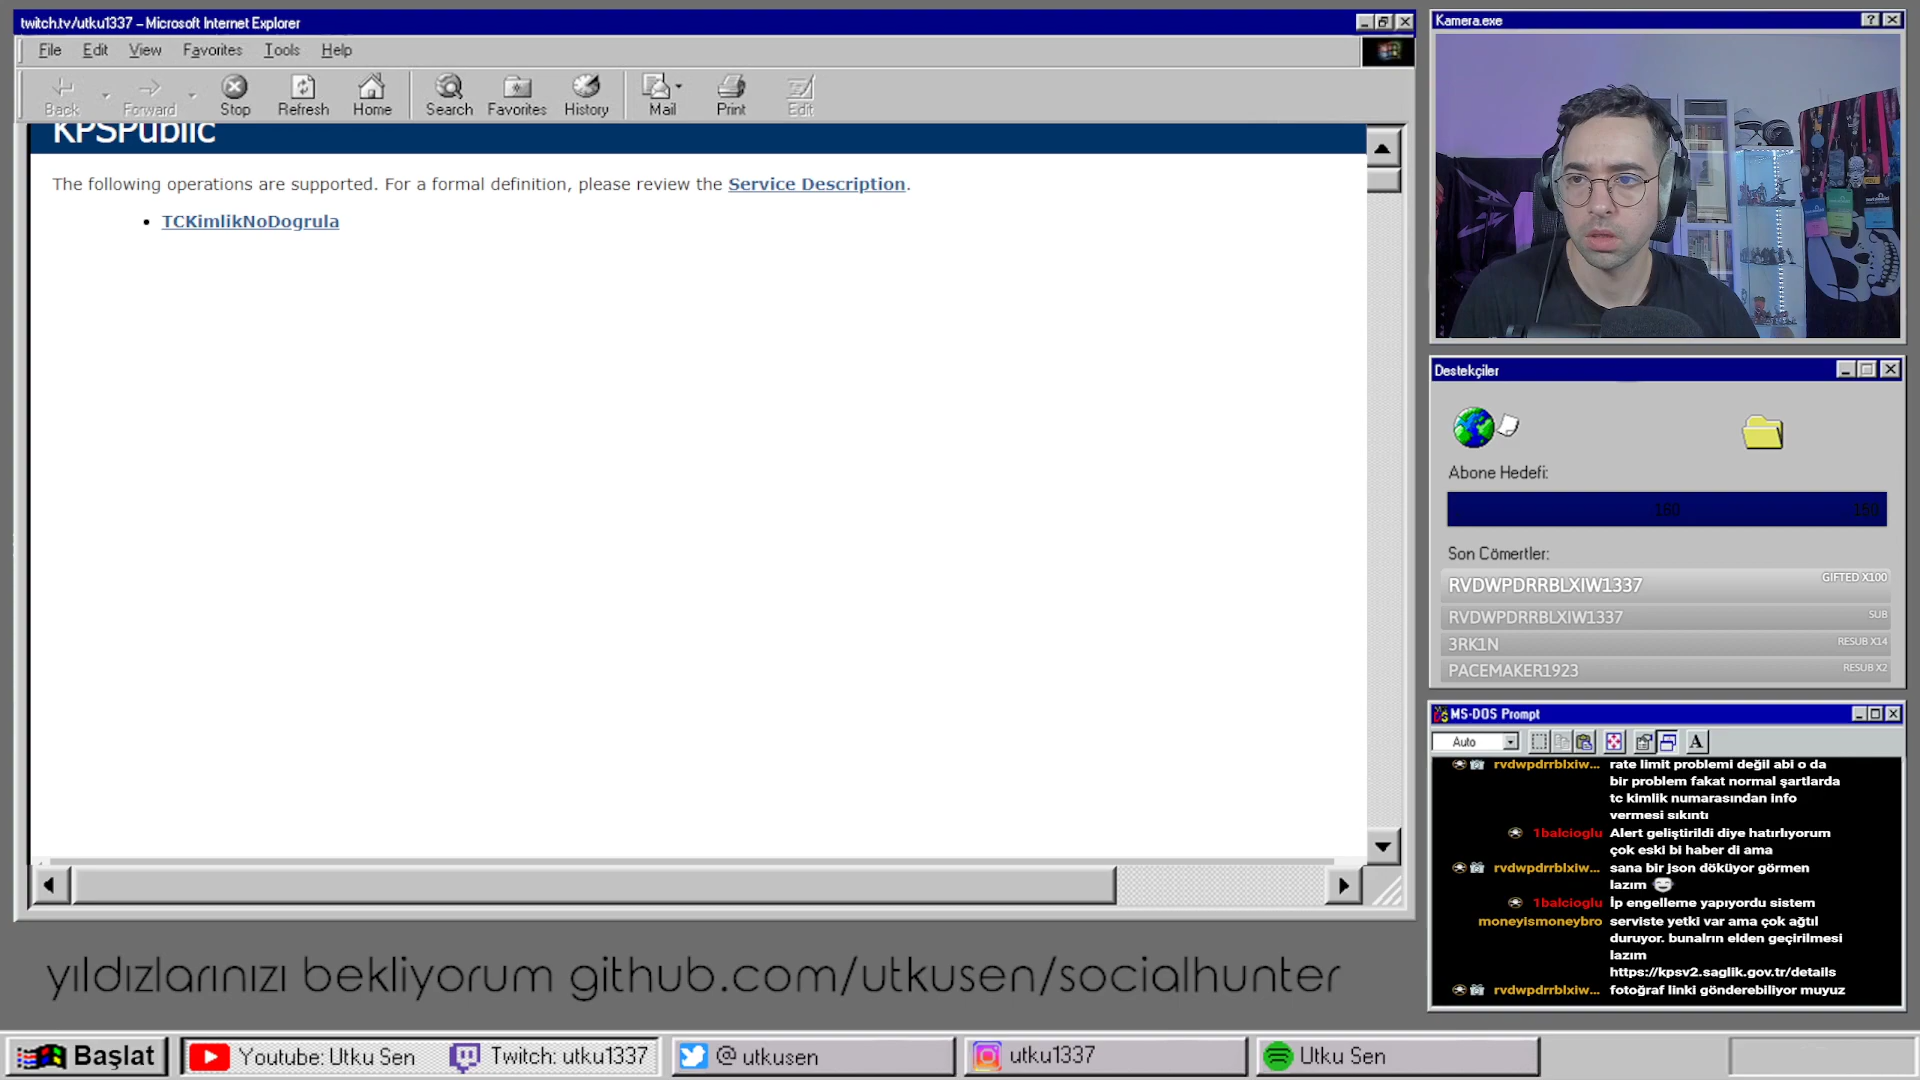 twitch.tv/utku1337 – Microsoft Internet Explorer
File Edit View Favorites Tools Help
Back Forward Stop Refresh Home Search Favorites History Mail Print Edit
KPSPublic
The following operations are supported. For a formal definition, please review the Service Description.
TCKimlikNoDogrula
Kamera.exe
Destekçiler
Abone Hedefi:
150
Son Cömertler:
RVDWPDRRBLXIW1337 GIFTED X100
RVDWPDRRBLXIW1337 SUB
3RK1N RESUB X14
PACEMAKER1923 RESUB X2
MS-DOS Prompt
Auto
A
rvdwpdrrblxiw... rate limit problemi değil abi o da
bir problem fakat normal şartlarda
tc kimlik numarasından info
vermesi sıkıntı
1balcioglu Alert geliştirildi diye hatırlıyorum
çok eski bi haber di ama
rvdwpdrrblxiw... sana bir json döküyor görmen
lazım
1balcioglu İp engelleme yapıyordu sistem
moneyismoneybro serviste yetki var ama çok ağtıl
duruyor. bunalrın elden geçirilmesi
lazım
https://kpsv2.saglik.gov.tr/details
rvdwpdrrblxiw... fotoğraf linki gönderebiliyor muyuz
yıldızlarınızı bekliyorum github.com/utkusen/socialhunter
Başlat Youtube: Utku Sen Twitch: utku1337 @utkusen utku1337 Utku Sen